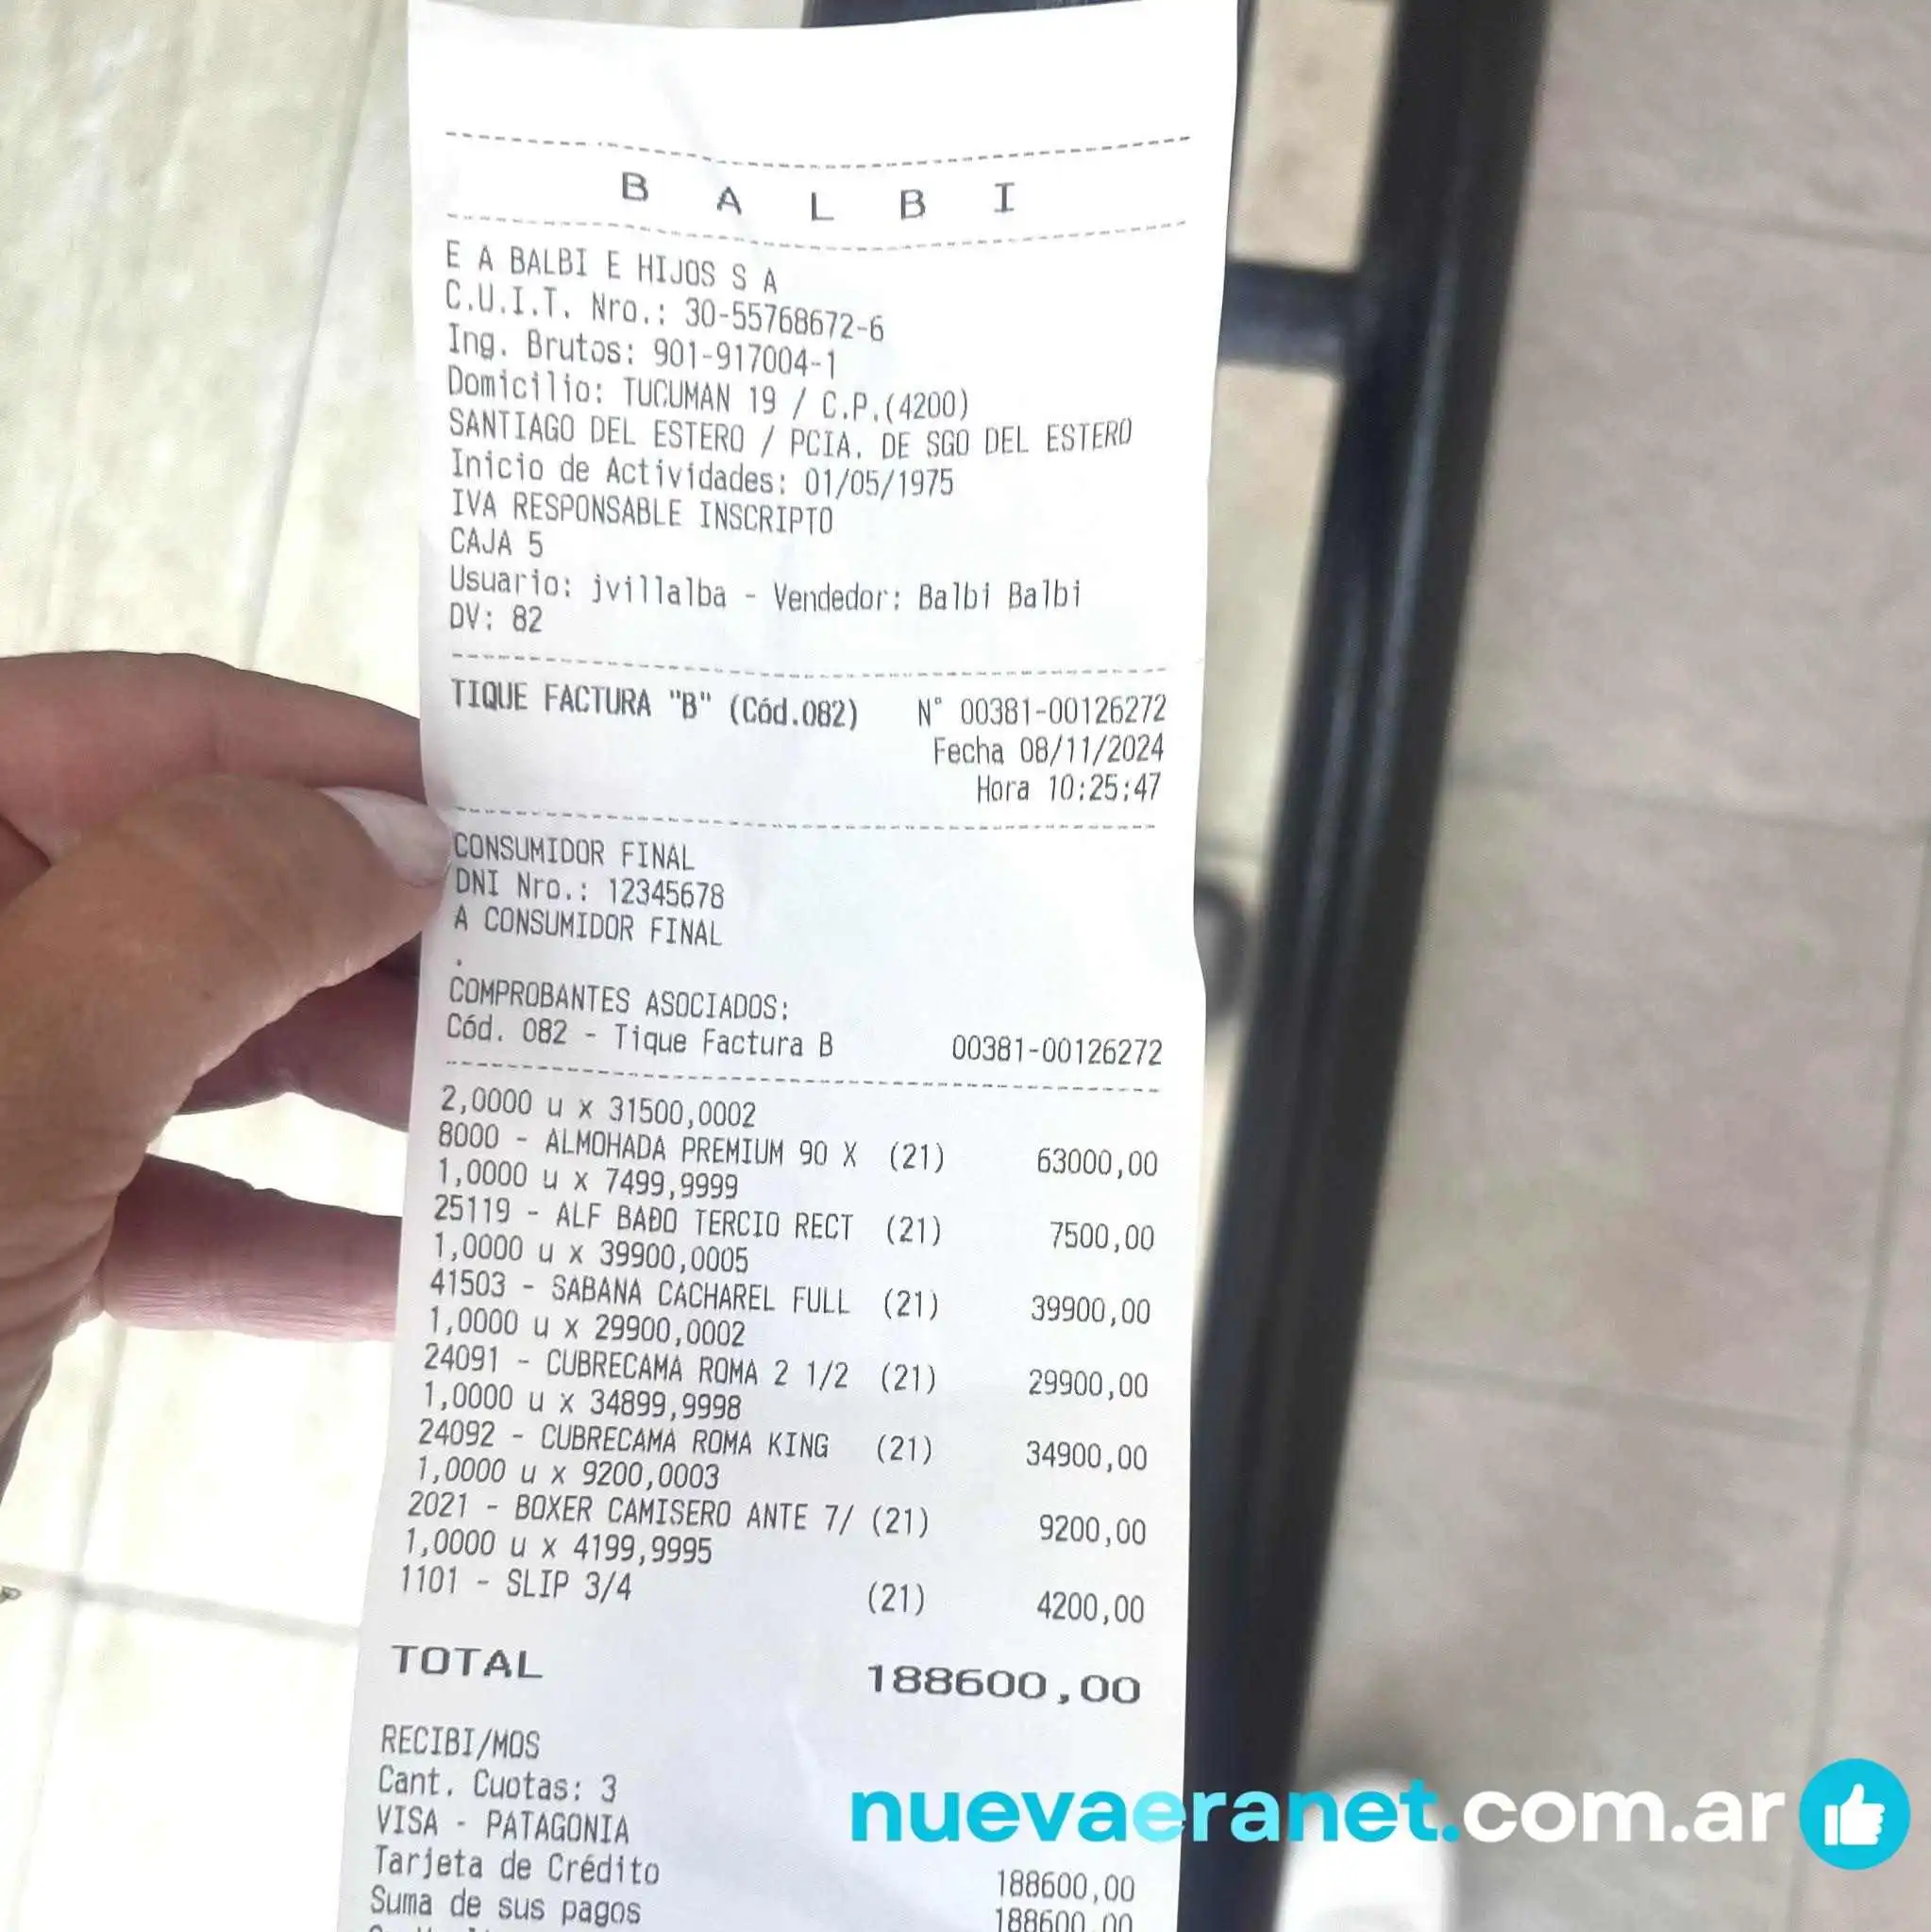 B A L B I
E A BALBI E HIJOS S A
C.U.I.T. Nro.: 30-55768672-6
Ing. Brutos: 901-917004-1
Domicilio: TUCUMAN 19 / C.P.(4200)
SANTIAGO DEL ESTERO / PCIA. DE SGO DEL ESTERO
Inicio de Actividades: 01/05/1975
IVA RESPONSABLE INSCRIPTO
CAJA 5
Usuario: jvillalba - Vendedor: Balbi Balbi
DV: 82
TIQUE FACTURA "B" (Cód.082) N° 00381-00126272
Fecha 08/11/2024
Hora 10:25:47
CONSUMIDOR FINAL
DNI Nro.: 12345678
A CONSUMIDOR FINAL
.
COMPROBANTES ASOCIADOS:
Cód. 082 - Tique Factura B 00381-00126272
2,0000 u x 31500,0002
8000 - ALMOHADA PREMIUM 90 X (21) 63000,00
1,0000 u x 7499,9999
25119 - ALF BAÐO TERCIO RECT (21) 7500,00
1,0000 u x 39900,0005
41503 - SABANA CACHAREL FULL (21) 39900,00
1,0000 u x 29900,0002
24091 - CUBRECAMA ROMA 2 1/2 (21) 29900,00
1,0000 u x 34899,9998
24092 - CUBRECAMA ROMA KING (21) 34900,00
1,0000 u x 9200,0003
2021 - BOXER CAMISERO ANTE 7/ (21) 9200,00
1,0000 u x 4199,9995
1101 - SLIP 3/4 (21) 4200,00
TOTAL 188600,00
RECIBI/MOS
Cant. Cuotas: 3
VISA - PATAGONIA
Tarjeta de Crédito 188600,00
Suma de sus pagos 188600,00
nuevaeranet.com.ar